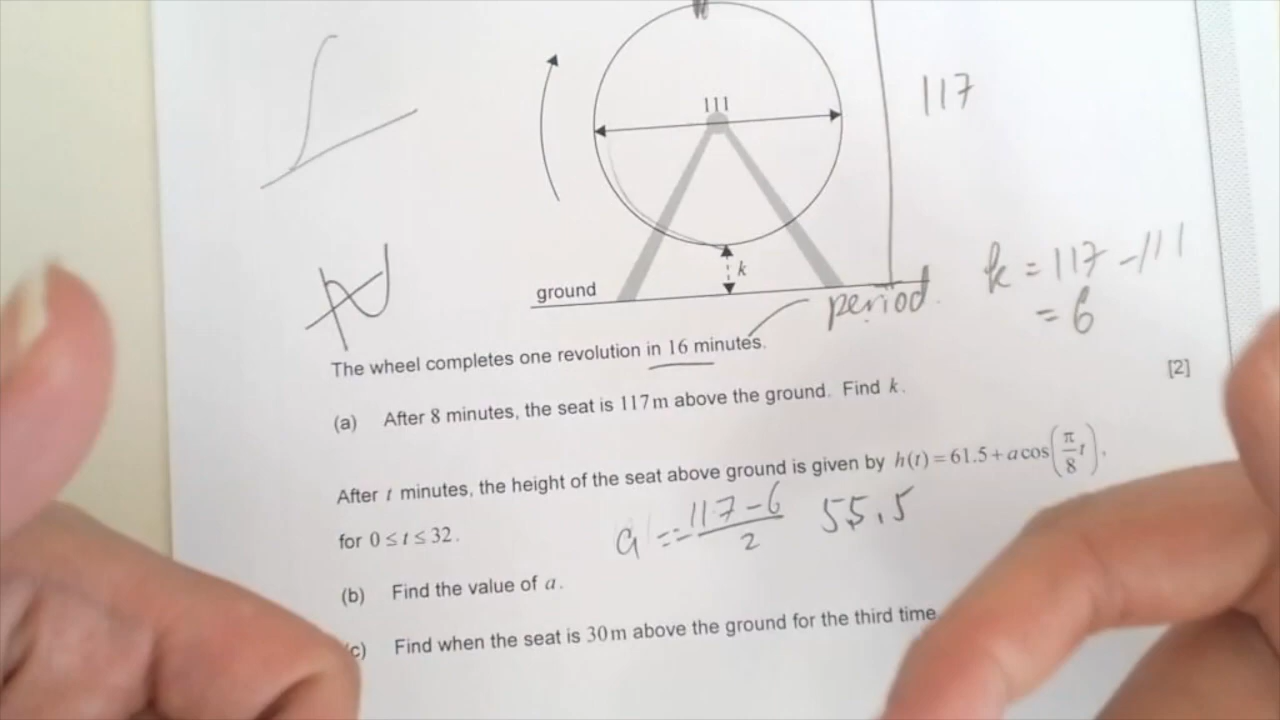 111
117
k
ground
period.
k = 117 - 111
= 6
The wheel completes one revolution in 16 minutes.
[2]
(a) After 8 minutes, the seat is 117 m above the ground. Find k.
After t minutes, the height of the seat above ground is given by h(t) = 61.5 + a cos(π/8 t),
for 0 ≤ t ≤ 32.
a = - (117 - 6)/2 55.5
(b) Find the value of a.
c) Find when the seat is 30 m above the ground for the third time